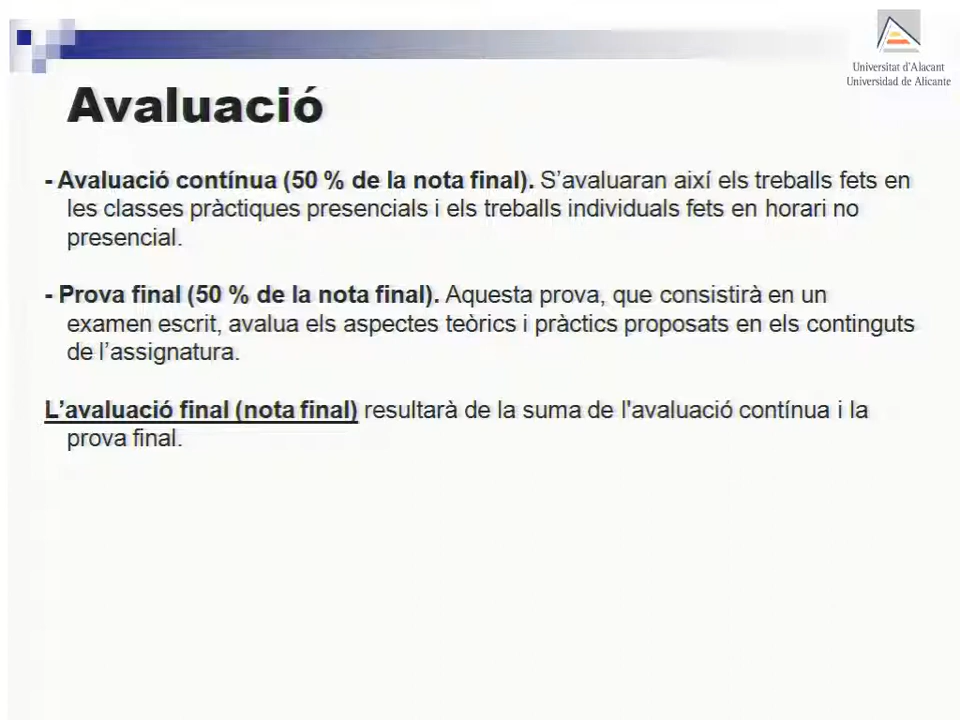 Universitat d'Alacant
Universidad de Alicante
Avaluació
- Avaluació contínua (50 % de la nota final). S'avaluaran així els treballs fets en
les classes pràctiques presencials i els treballs individuals fets en horari no
presencial.
- Prova final (50 % de la nota final). Aquesta prova, que consistirà en un
examen escrit, avalua els aspectes teòrics i pràctics proposats en els continguts
de l'assignatura.
L'avaluació final (nota final) resultarà de la suma de l'avaluació contínua i la
prova final.